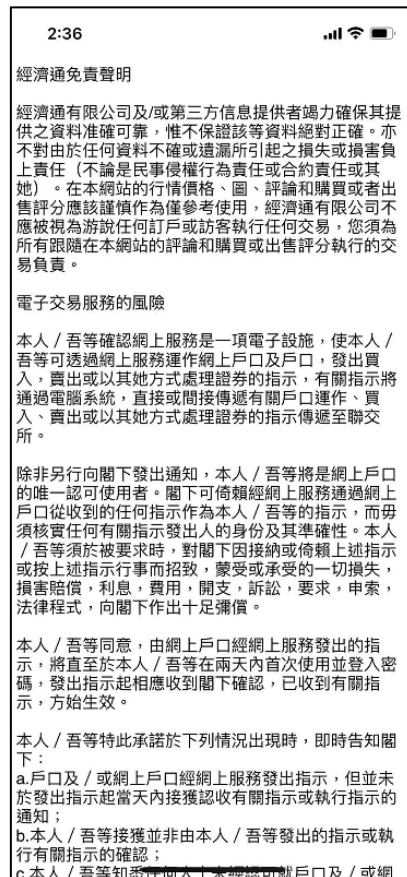 2:36
經濟通免責聲明
經濟通有限公司及/或第三方信息提供者竭力確保其提
供之資料准確可靠，惟不保證該等資料絕對正確。亦
不對由於任何資料不確或遺漏所引起之損失或損害負
上責任（不論是民事侵權行為責任或合約責任或其
她）。在本網站的行情價格、圖、評論和購買或者出
售評分應該謹慎作為僅參考使用，經濟通有限公司不
應被視為游說任何訂戶或訪客執行任何交易，您須為
所有跟隨在本網站的評論和購買或出售評分執行的交
易負責。
電子交易服務的風險
本人／吾等確認網上服務是一項電子設施，使本人／
吾等可透過網上服務運作網上戶口及戶口，發出買
入，賣出或以其她方式處理證券的指示，有關指示將
通過電腦系統，直接或間接傳遞有關戶口運作、買
入、賣出或以其她方式處理證券的指示傳遞至聯交
所。
除非另行向閣下發出通知，本人／吾等將是網上戶口
的唯一認可使用者。閣下可倚賴經網上服務通過網上
戶口從收到的任何指示作為本人／吾等的指示，而毋
須核實任何有關指示發出人的身份及其準確性。本人
／吾等須於被要求時，對閣下因接納或倚賴上述指示
或按上述指示行事而招致，蒙受或承受的一切損失，
損害賠償，利息，費用，開支，訴訟，要求，申索，
法律程式，向閣下作出十足彌償。
本人／吾等同意，由網上戶口經網上服務發出的指
示，將直至於本人／吾等在兩天內首次使用並登入密
碼，發出指示起相應收到閣下確認，已收到有關指
示，方始生效。
本人／吾等特此承諾於下列情況出現時，即時告知閣
下：
a.戶口及／或網上戶口經網上服務發出指示，但並未
於發出指示起當天內接獲認收有關指示或執行指示的
通知；
b.本人／吾等接獲並非由本人／吾等發出的指示或執
行有關指示的確認；
c.本人／吾等知悉任何人士未經認可就戶口及／或網